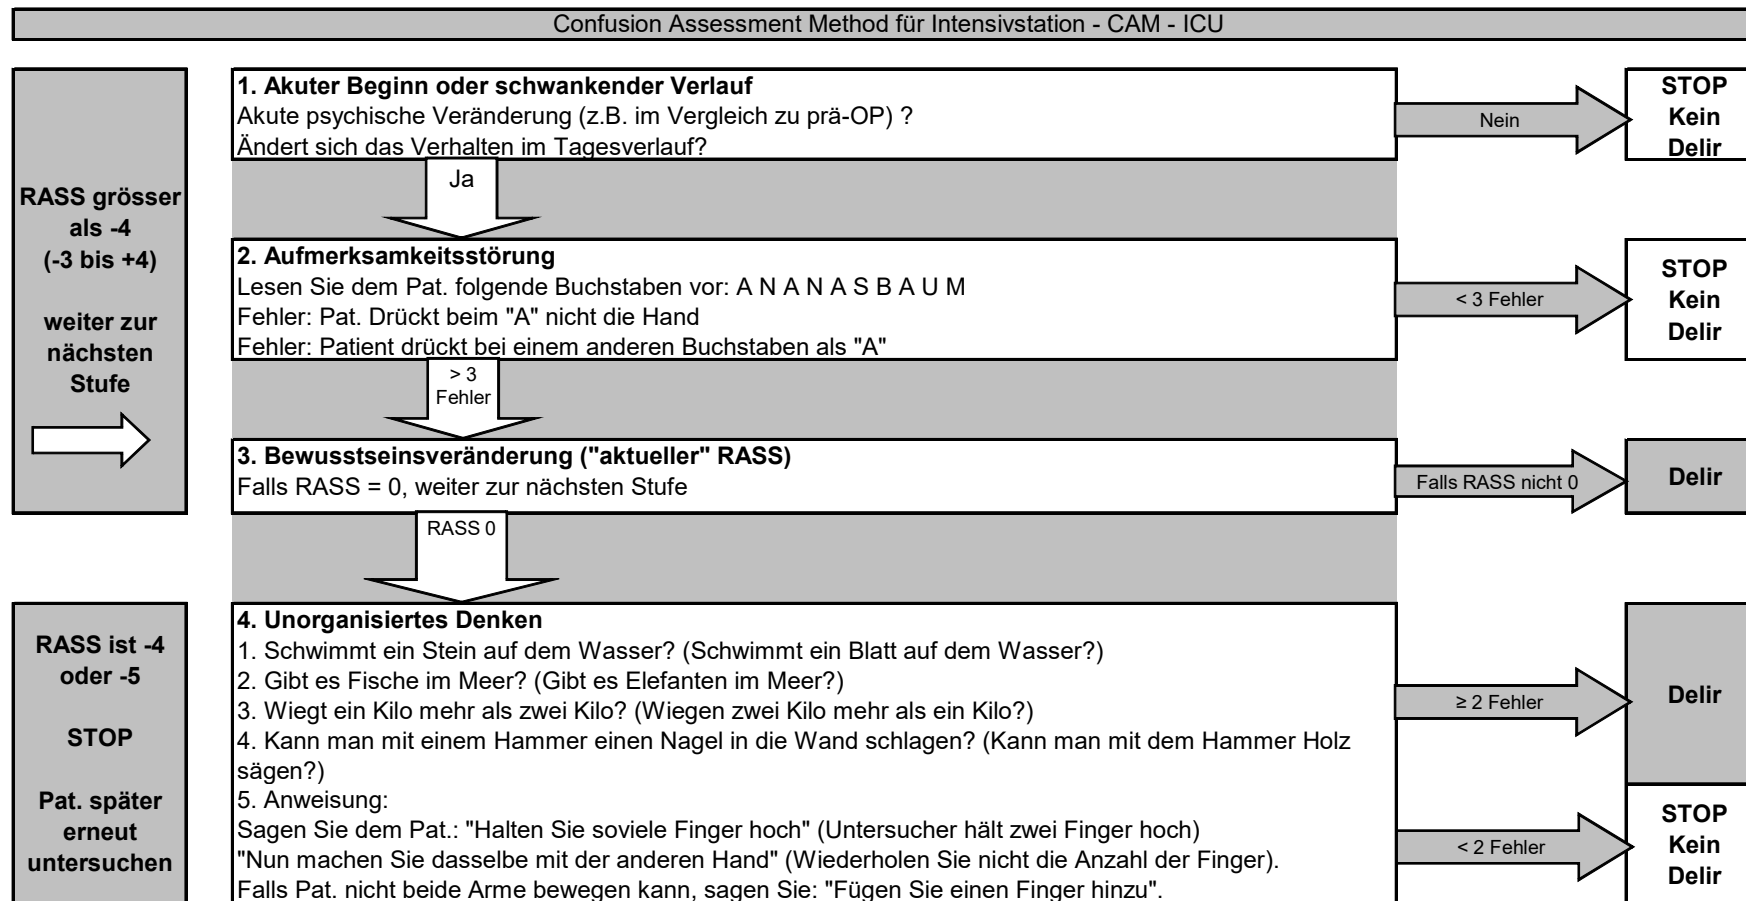 Confusion Assessment Method für Intensivstation - CAM - ICU
RASS grösser
als -4
(-3 bis +4)
weiter zur
nächsten
Stufe
1. Akuter Beginn oder schwankender Verlauf
Akute psychische Veränderung (z.B. im Vergleich zu prä-OP) ?
Ändert sich das Verhalten im Tagesverlauf?
Nein
STOP
Kein
Delir
Ja
2. Aufmerksamkeitsstörung
Lesen Sie dem Pat. folgende Buchstaben vor: A N A N A S B A U M
Fehler: Pat. Drückt beim "A" nicht die Hand
Fehler: Patient drückt bei einem anderen Buchstaben als "A"
< 3 Fehler
STOP
Kein
Delir
> 3
Fehler
3. Bewusstseinsveränderung ("aktueller" RASS)
Falls RASS = 0, weiter zur nächsten Stufe
Falls RASS nicht 0
Delir
RASS 0
RASS ist -4
oder -5
STOP
Pat. später
erneut
untersuchen
4. Unorganisiertes Denken
1. Schwimmt ein Stein auf dem Wasser? (Schwimmt ein Blatt auf dem Wasser?)
2. Gibt es Fische im Meer? (Gibt es Elefanten im Meer?)
3. Wiegt ein Kilo mehr als zwei Kilo? (Wiegen zwei Kilo mehr als ein Kilo?)
4. Kann man mit einem Hammer einen Nagel in die Wand schlagen? (Kann man mit dem Hammer Holz
sägen?)
5. Anweisung:
Sagen Sie dem Pat.: "Halten Sie soviele Finger hoch" (Untersucher hält zwei Finger hoch)
"Nun machen Sie dasselbe mit der anderen Hand" (Wiederholen Sie nicht die Anzahl der Finger).
Falls Pat. nicht beide Arme bewegen kann, sagen Sie: "Fügen Sie einen Finger hinzu".
≥ 2 Fehler
Delir
< 2 Fehler
STOP
Kein
Delir